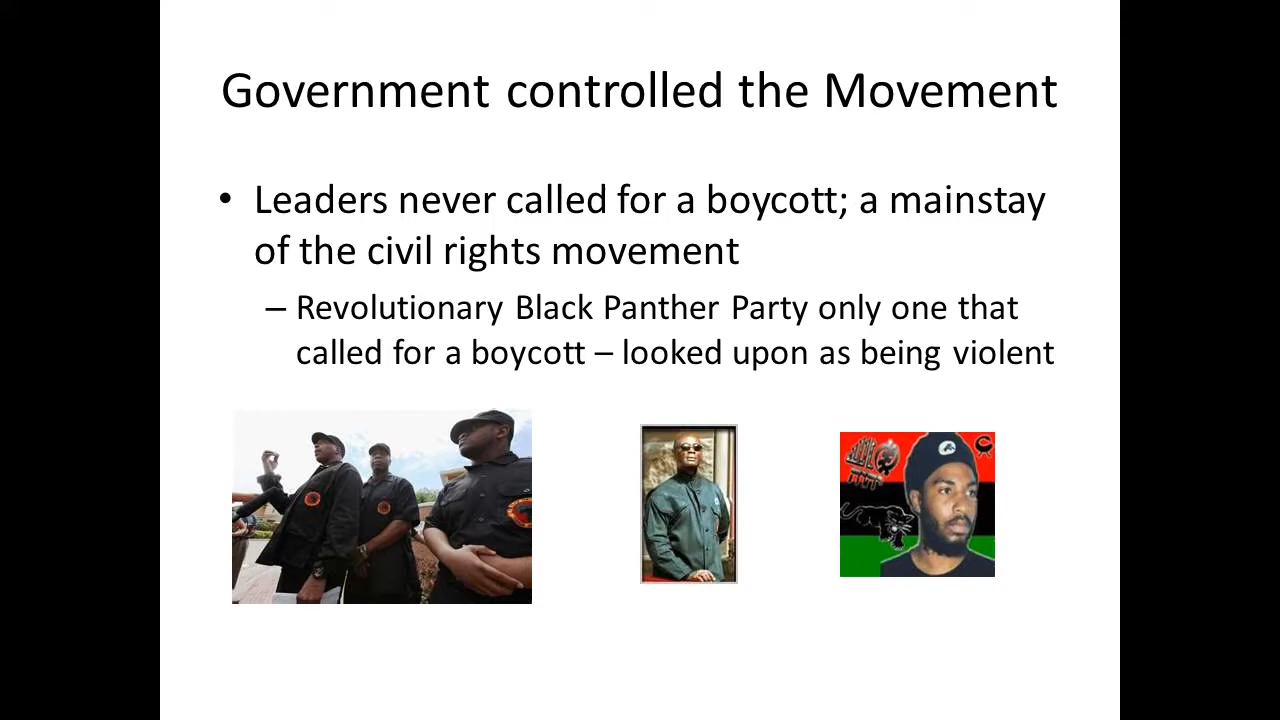 Government controlled the Movement
• Leaders never called for a boycott; a mainstay
of the civil rights movement
– Revolutionary Black Panther Party only one that
called for a boycott – looked upon as being violent